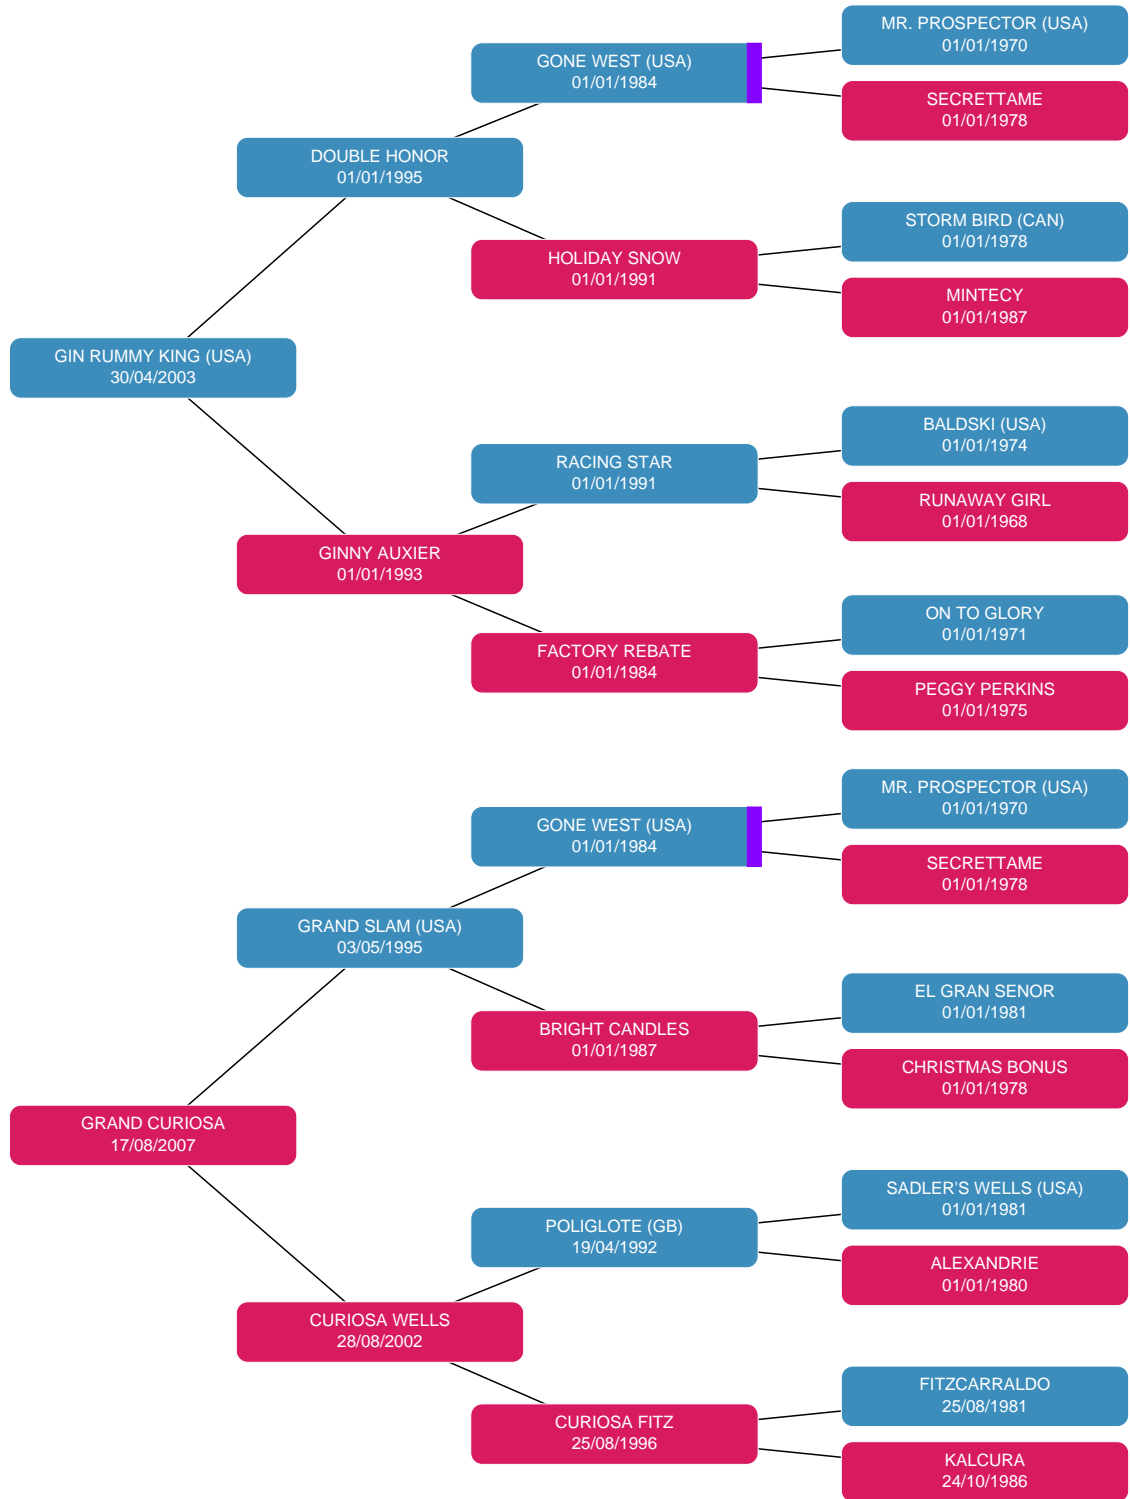 MR. PROSPECTOR (USA)
01/01/1970
GONE WEST (USA)
01/01/1984
SECRETTAME
01/01/1978
DOUBLE HONOR
01/01/1995
STORM BIRD (CAN)
01/01/1978
HOLIDAY SNOW
01/01/1991
MINTECY
01/01/1987
GIN RUMMY KING (USA)
30/04/2003
BALDSKI (USA)
01/01/1974
RACING STAR
01/01/1991
RUNAWAY GIRL
01/01/1968
GINNY AUXIER
01/01/1993
ON TO GLORY
01/01/1971
FACTORY REBATE
01/01/1984
PEGGY PERKINS
01/01/1975
MR. PROSPECTOR (USA)
01/01/1970
GONE WEST (USA)
01/01/1984
SECRETTAME
01/01/1978
GRAND SLAM (USA)
03/05/1995
EL GRAN SENOR
01/01/1981
BRIGHT CANDLES
01/01/1987
CHRISTMAS BONUS
01/01/1978
GRAND CURIOSA
17/08/2007
SADLER'S WELLS (USA)
01/01/1981
POLIGLOTE (GB)
19/04/1992
ALEXANDRIE
01/01/1980
CURIOSA WELLS
28/08/2002
FITZCARRALDO
25/08/1981
CURIOSA FITZ
25/08/1996
KALCURA
24/10/1986